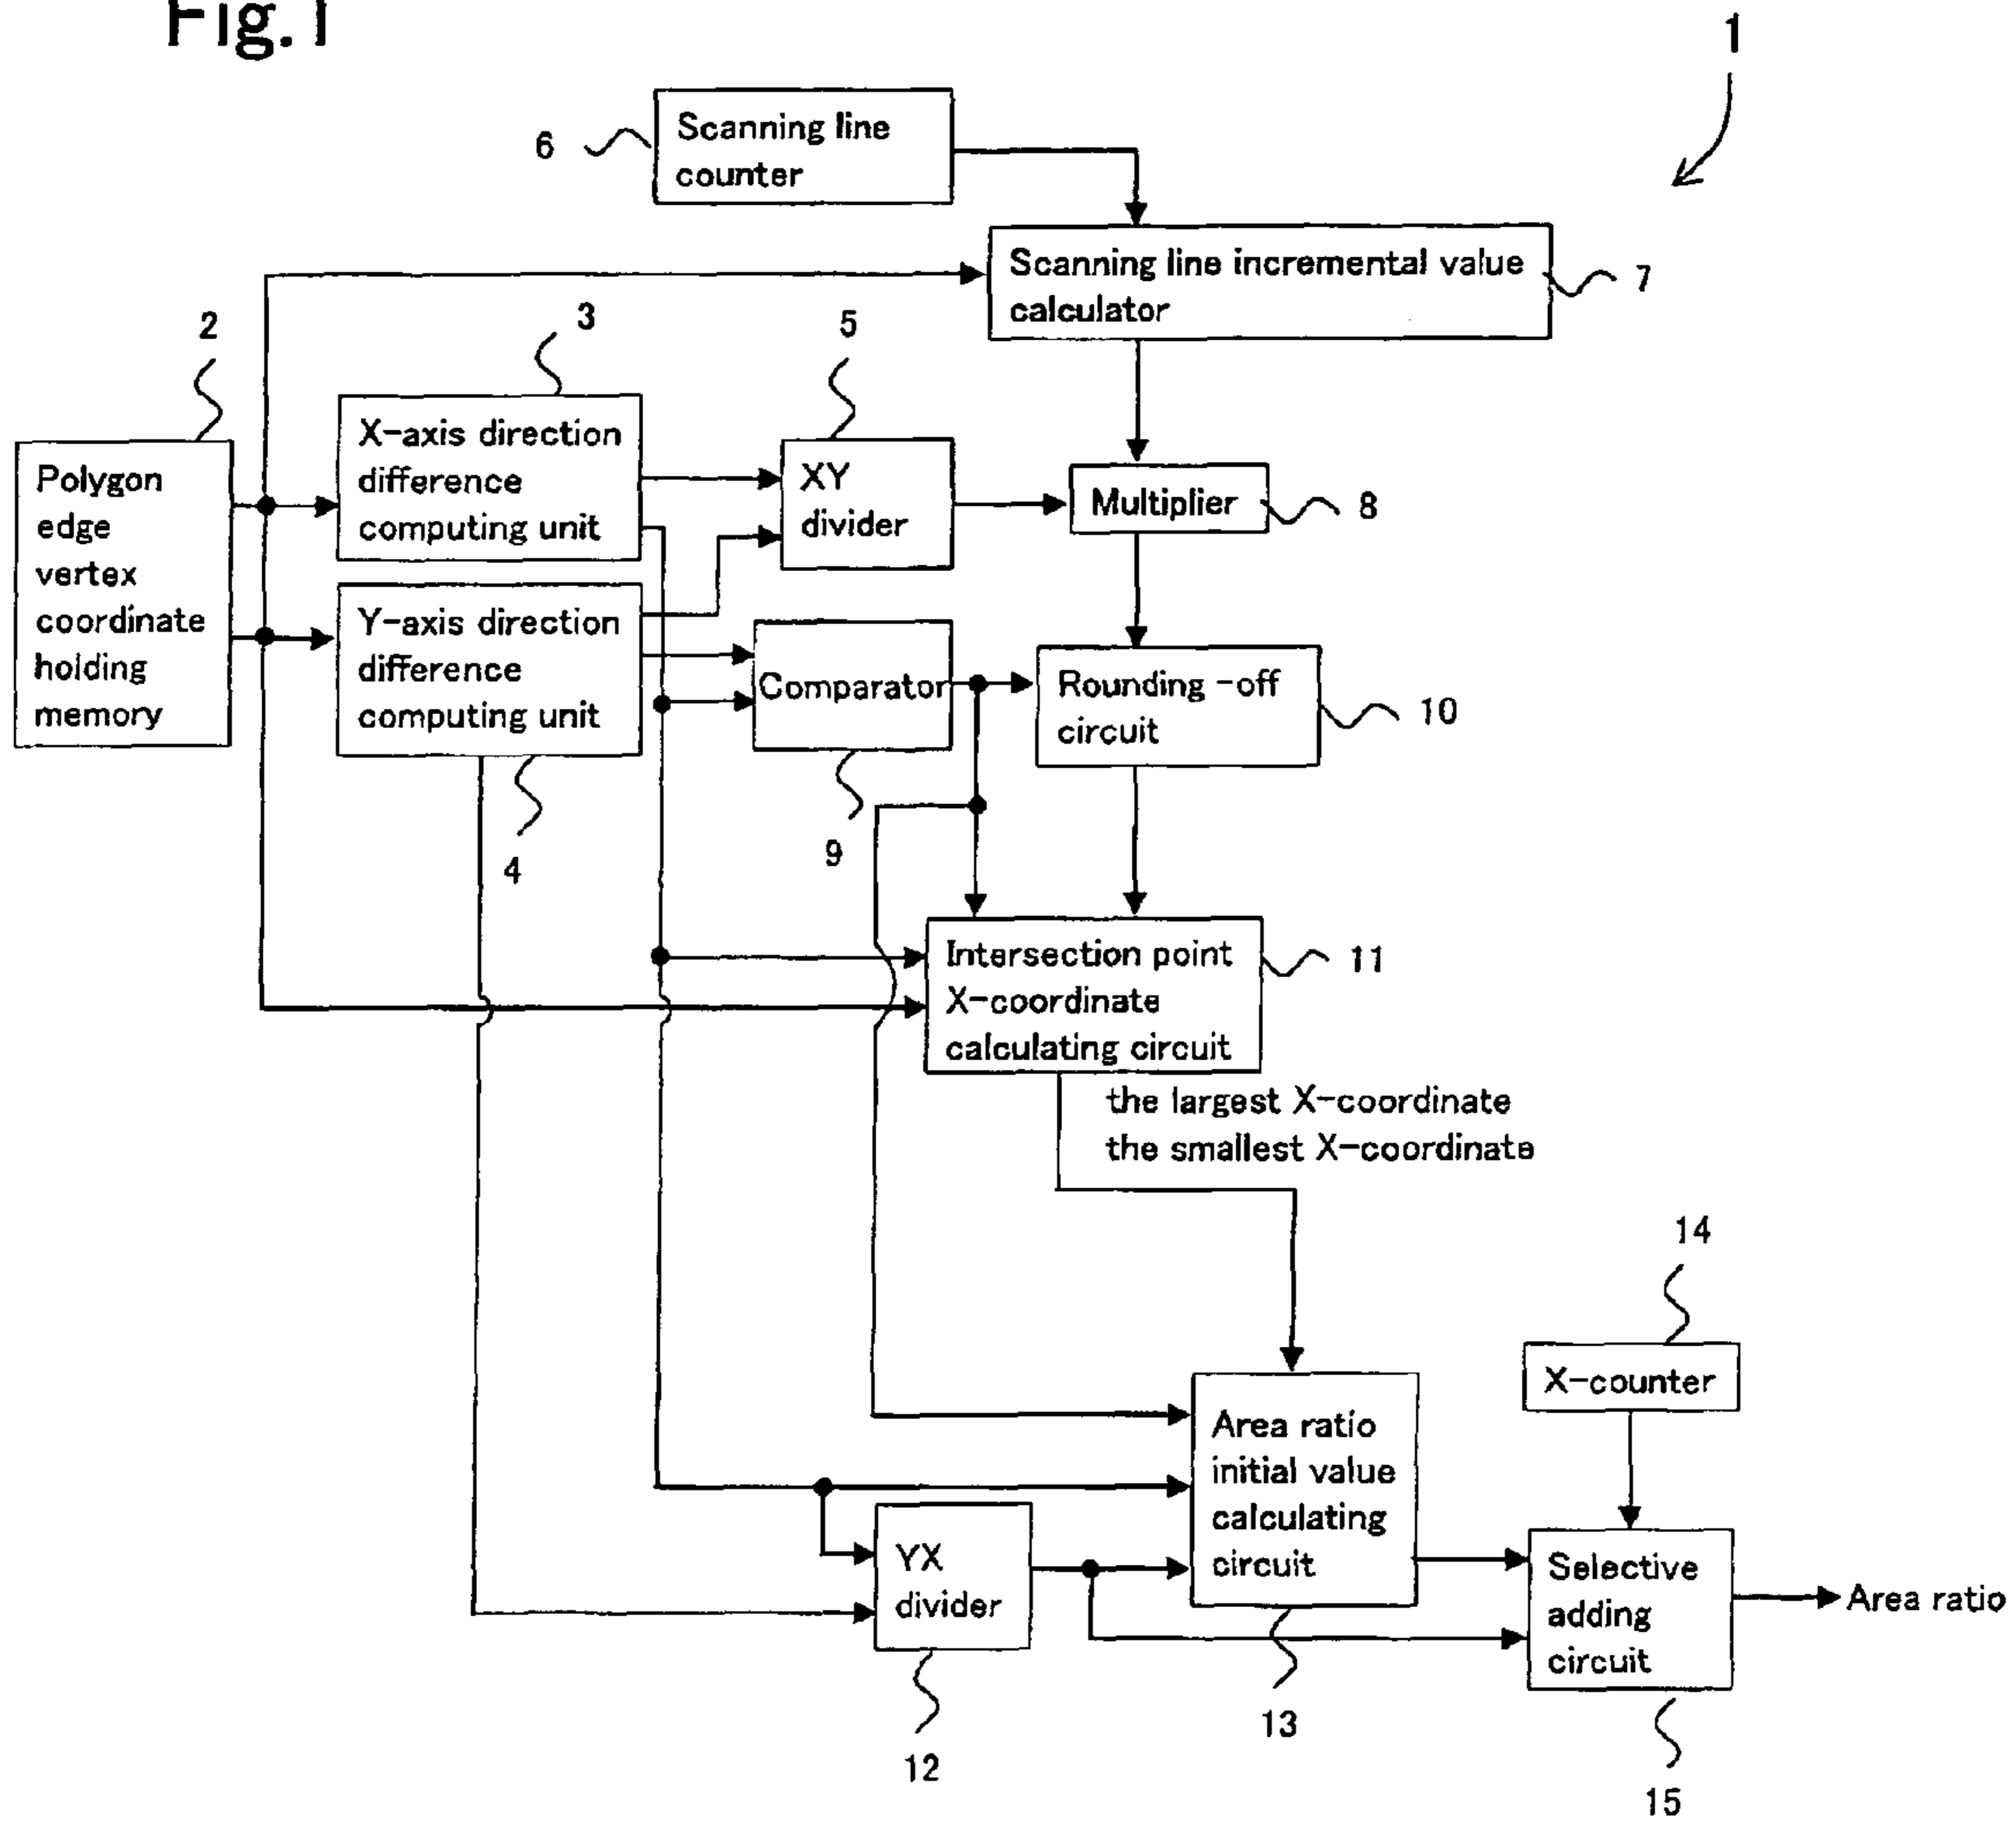 Fig.1
1
6
Scanning line
counter
Scanning line incremental value
calculator
7
2
3
5
Polygon
edge
vertex
coordinate
holding
memory
X-axis direction
difference
computing unit
XY
divider
Multiplier
8
Y-axis direction
difference
computing unit
4
Comparator
9
Rounding -off
circuit
10
Intersection point
X-coordinate
calculating circuit
11
the largest X-coordinate
the smallest X-coordinate
14
X-counter
Area ratio
initial value
calculating
circuit
13
YX
divider
12
Selective
adding
circuit
15
Area ratio